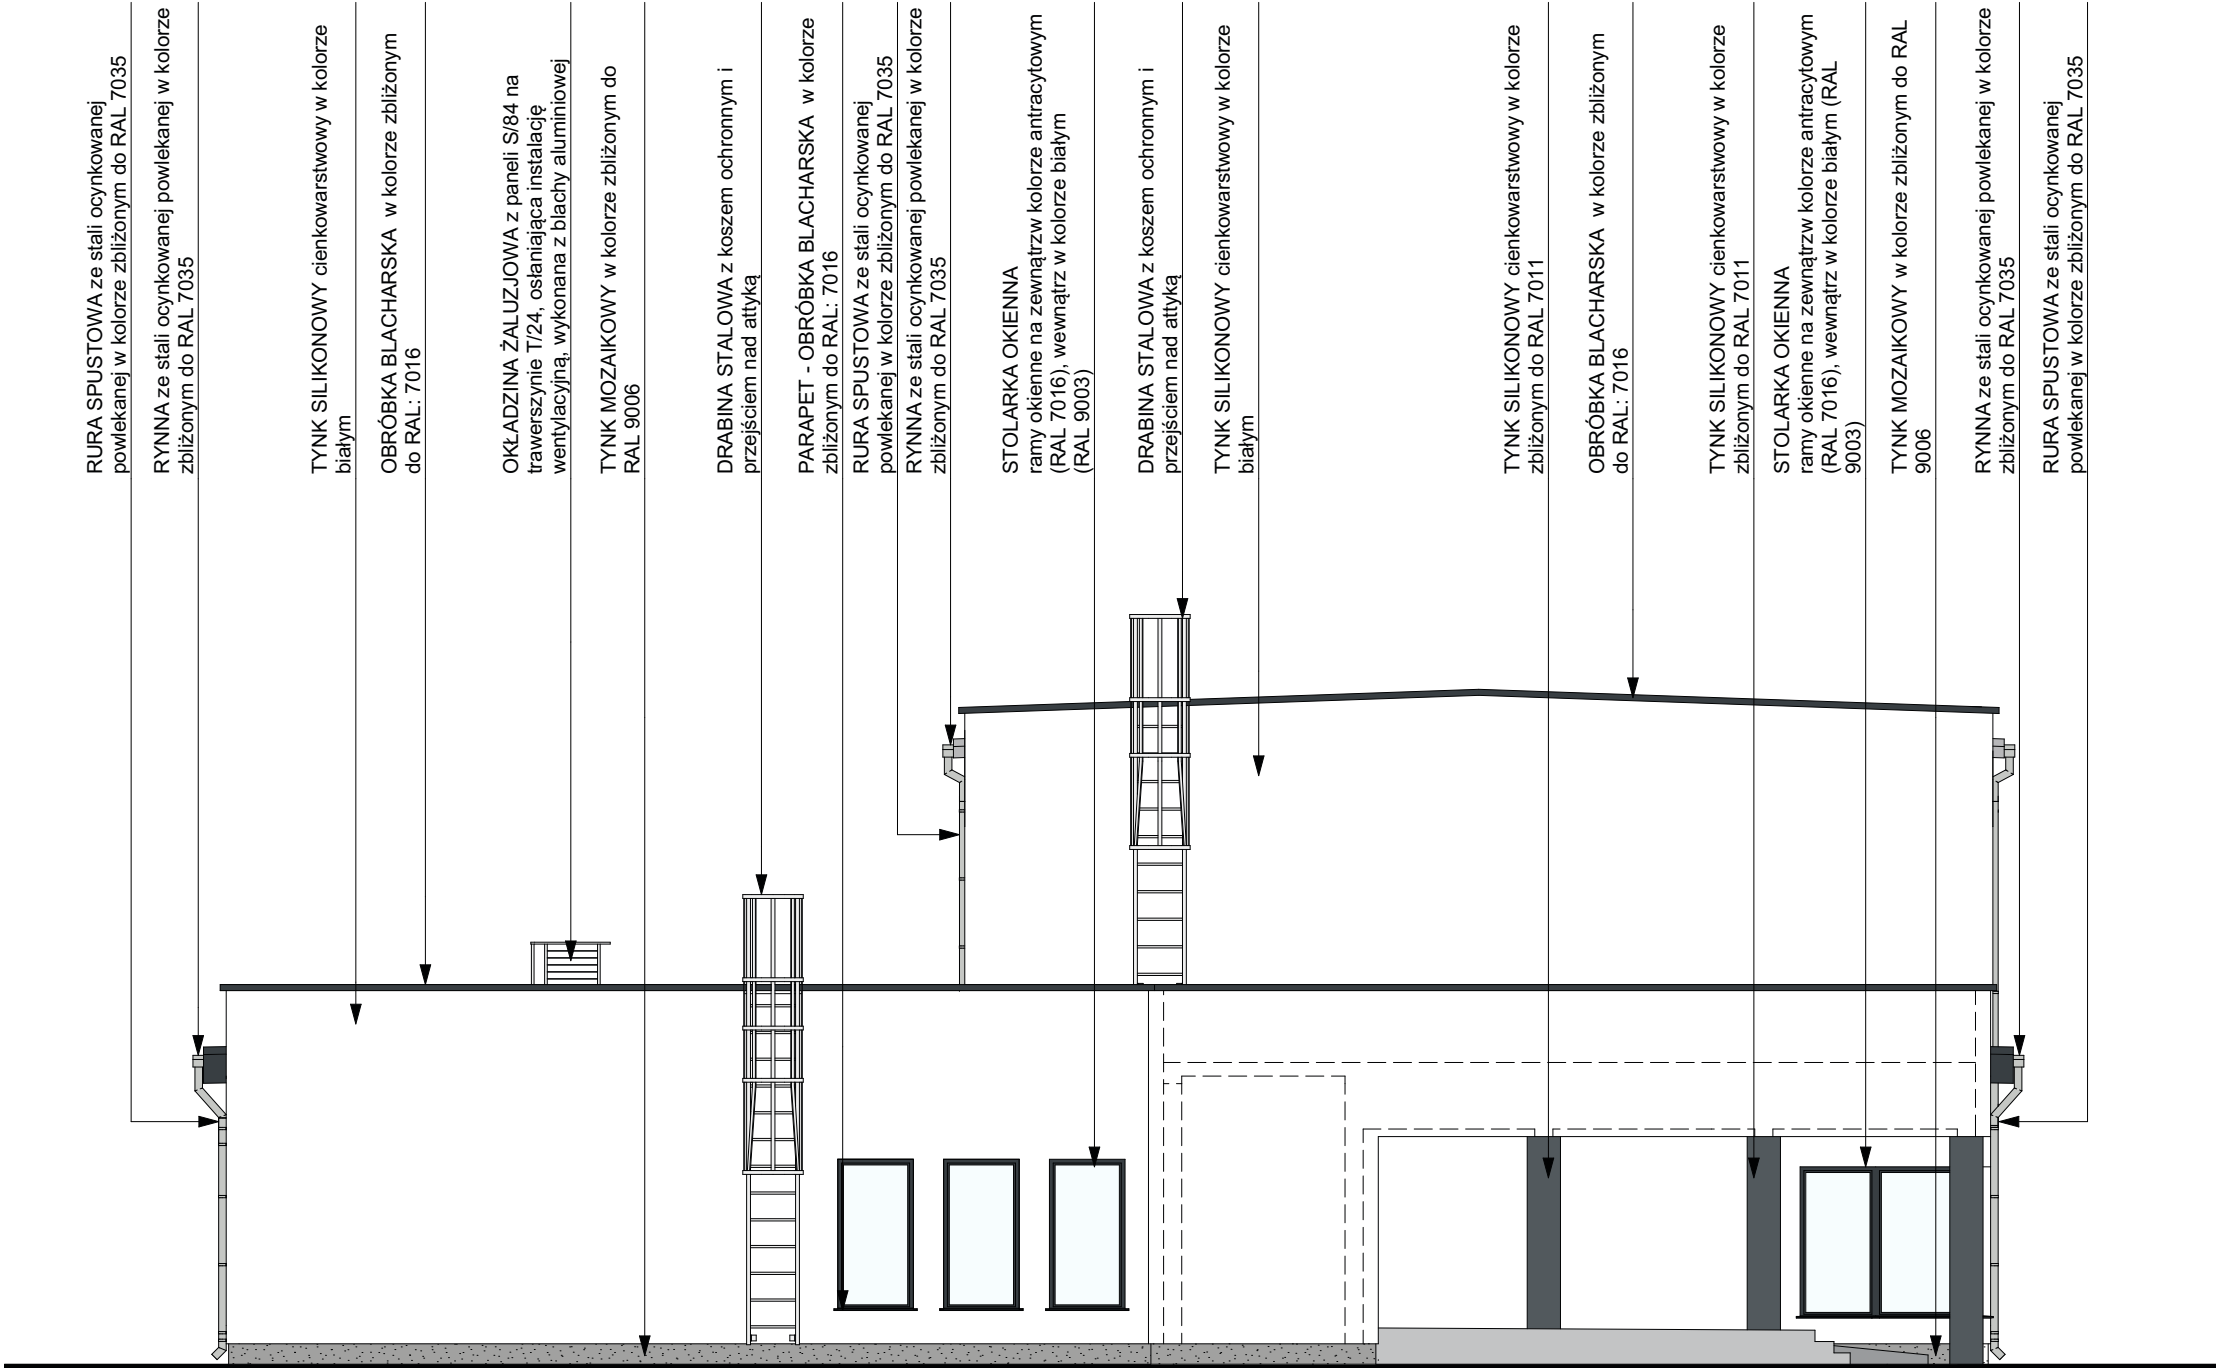 RURA SPUSTOWA ze stali ocynkowanej
powlekanej w kolorze zbliżonym do RAL 7035
RYNNA ze stali ocynkowanej powlekanej w kolorze
zbliżonym do RAL 7035
TYNK SILIKONOWY cienkowarstwowy w kolorze
białym
OBRÓBKA BLACHARSKA w kolorze zbliżonym
do RAL: 7016
OKŁADZINA ŻALUZJOWA z paneli S/84 na
trawerszynie T/24, osłaniająca instalację
wentylacyjną, wykonana z blachy aluminiowej
TYNK MOZAIKOWY w kolorze zbliżonym do
RAL 9006
DRABINA STALOWA z koszem ochronnym i
przejściem nad attyką
PARAPET - OBRÓBKA BLACHARSKA w kolorze
zbliżonym do RAL: 7016
RURA SPUSTOWA ze stali ocynkowanej
powlekanej w kolorze zbliżonym do RAL 7035
RYNNA ze stali ocynkowanej powlekanej w kolorze
zbliżonym do RAL 7035
STOLARKA OKIENNA
ramy okienne na zewnątrzw kolorze antracytowym
(RAL 7016), wewnątrz w kolorze białym
(RAL 9003)
DRABINA STALOWA z koszem ochronnym i
przejściem nad attyką
TYNK SILIKONOWY cienkowarstwowy w kolorze
białym
TYNK SILIKONOWY cienkowarstwowy w kolorze
zbliżonym do RAL 7011
OBRÓBKA BLACHARSKA w kolorze zbliżonym
do RAL: 7016
TYNK SILIKONOWY cienkowarstwowy w kolorze
zbliżonym do RAL 7011
STOLARKA OKIENNA
ramy okienne na zewnątrzw kolorze antracytowym
(RAL 7016), wewnątrz w kolorze białym (RAL
9003)
TYNK MOZAIKOWY w kolorze zbliżonym do RAL
9006
RYNNA ze stali ocynkowanej powlekanej w kolorze
zbliżonym do RAL 7035
RURA SPUSTOWA ze stali ocynkowanej
powlekanej w kolorze zbliżonym do RAL 7035